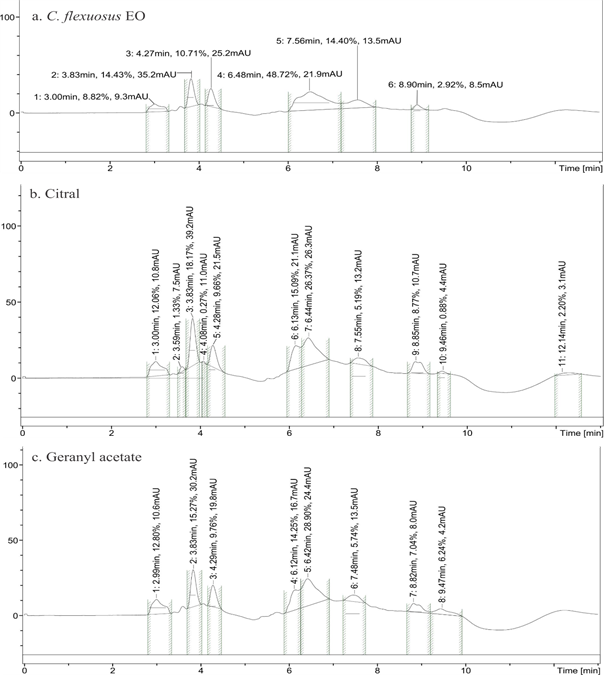 a. C. flexuosus EO
100
0
1: 3.00min, 8.82%, 9.3mAU
2: 3.83min, 14.43%, 35.2mAU
3: 4.27min, 10.71%, 25.2mAU
4: 6.48min, 48.72%, 21.9mAU
5: 7.56min, 14.40%, 13.5mAU
6: 8.90min, 2.92%, 8.5mAU
0 2 4 6 8 10 Time [min]
b. Citral
100
50
0
1: 3.00min, 12.06%, 10.8mAU
2: 3.59min, 1.33%, 7.5mAU
3: 3.83min, 18.17%, 39.2mAU
4: 4.08min, 0.27%, 11.0mAU
5: 4.28min, 9.66%, 21.5mAU
6: 6.13min, 15.09%, 21.1mAU
7: 6.44min, 26.37%, 26.3mAU
8: 7.55min, 5.19%, 13.2mAU
9: 8.85min, 8.77%, 10.7mAU
10: 9.46min, 0.88%, 4.4mAU
11: 12.14min, 2.20%, 3.1mAU
0 2 4 6 8 10 Time [min]
c. Geranyl acetate
100
50
0
1: 2.99min, 12.80%, 10.6mAU
2: 3.83min, 15.27%, 30.2mAU
3: 4.29min, 9.76%, 19.8mAU
4: 6.12min, 14.25%, 16.7mAU
5: 6.42min, 28.90%, 24.4mAU
6: 7.48min, 5.74%, 13.5mAU
7: 8.82min, 7.04%, 8.0mAU
8: 9.47min, 6.24%, 4.2mAU
0 2 4 6 8 10 Time [min]